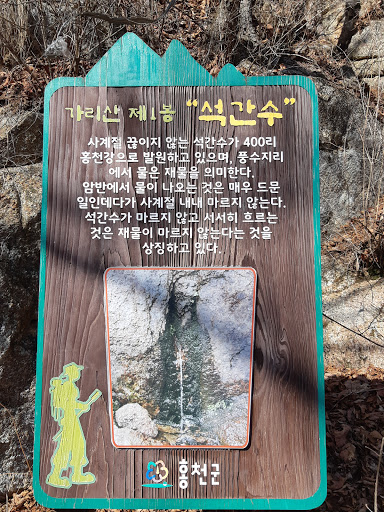 가리산 제1봉 "석간수"
사계절 끊이지 않는 석간수가 400리
홍천강으로 발원하고 있으며, 풍수지리
에서 물은 재물을 의미한다.
암반에서 물이 나오는 것은 매우 드문
일인데다가 사계절 내내 마르지 않는다.
석간수가 마르지 않고 서서히 흐르는
것은 재물이 마르지 않는다는 것을
상징하고 있다.
홍천군